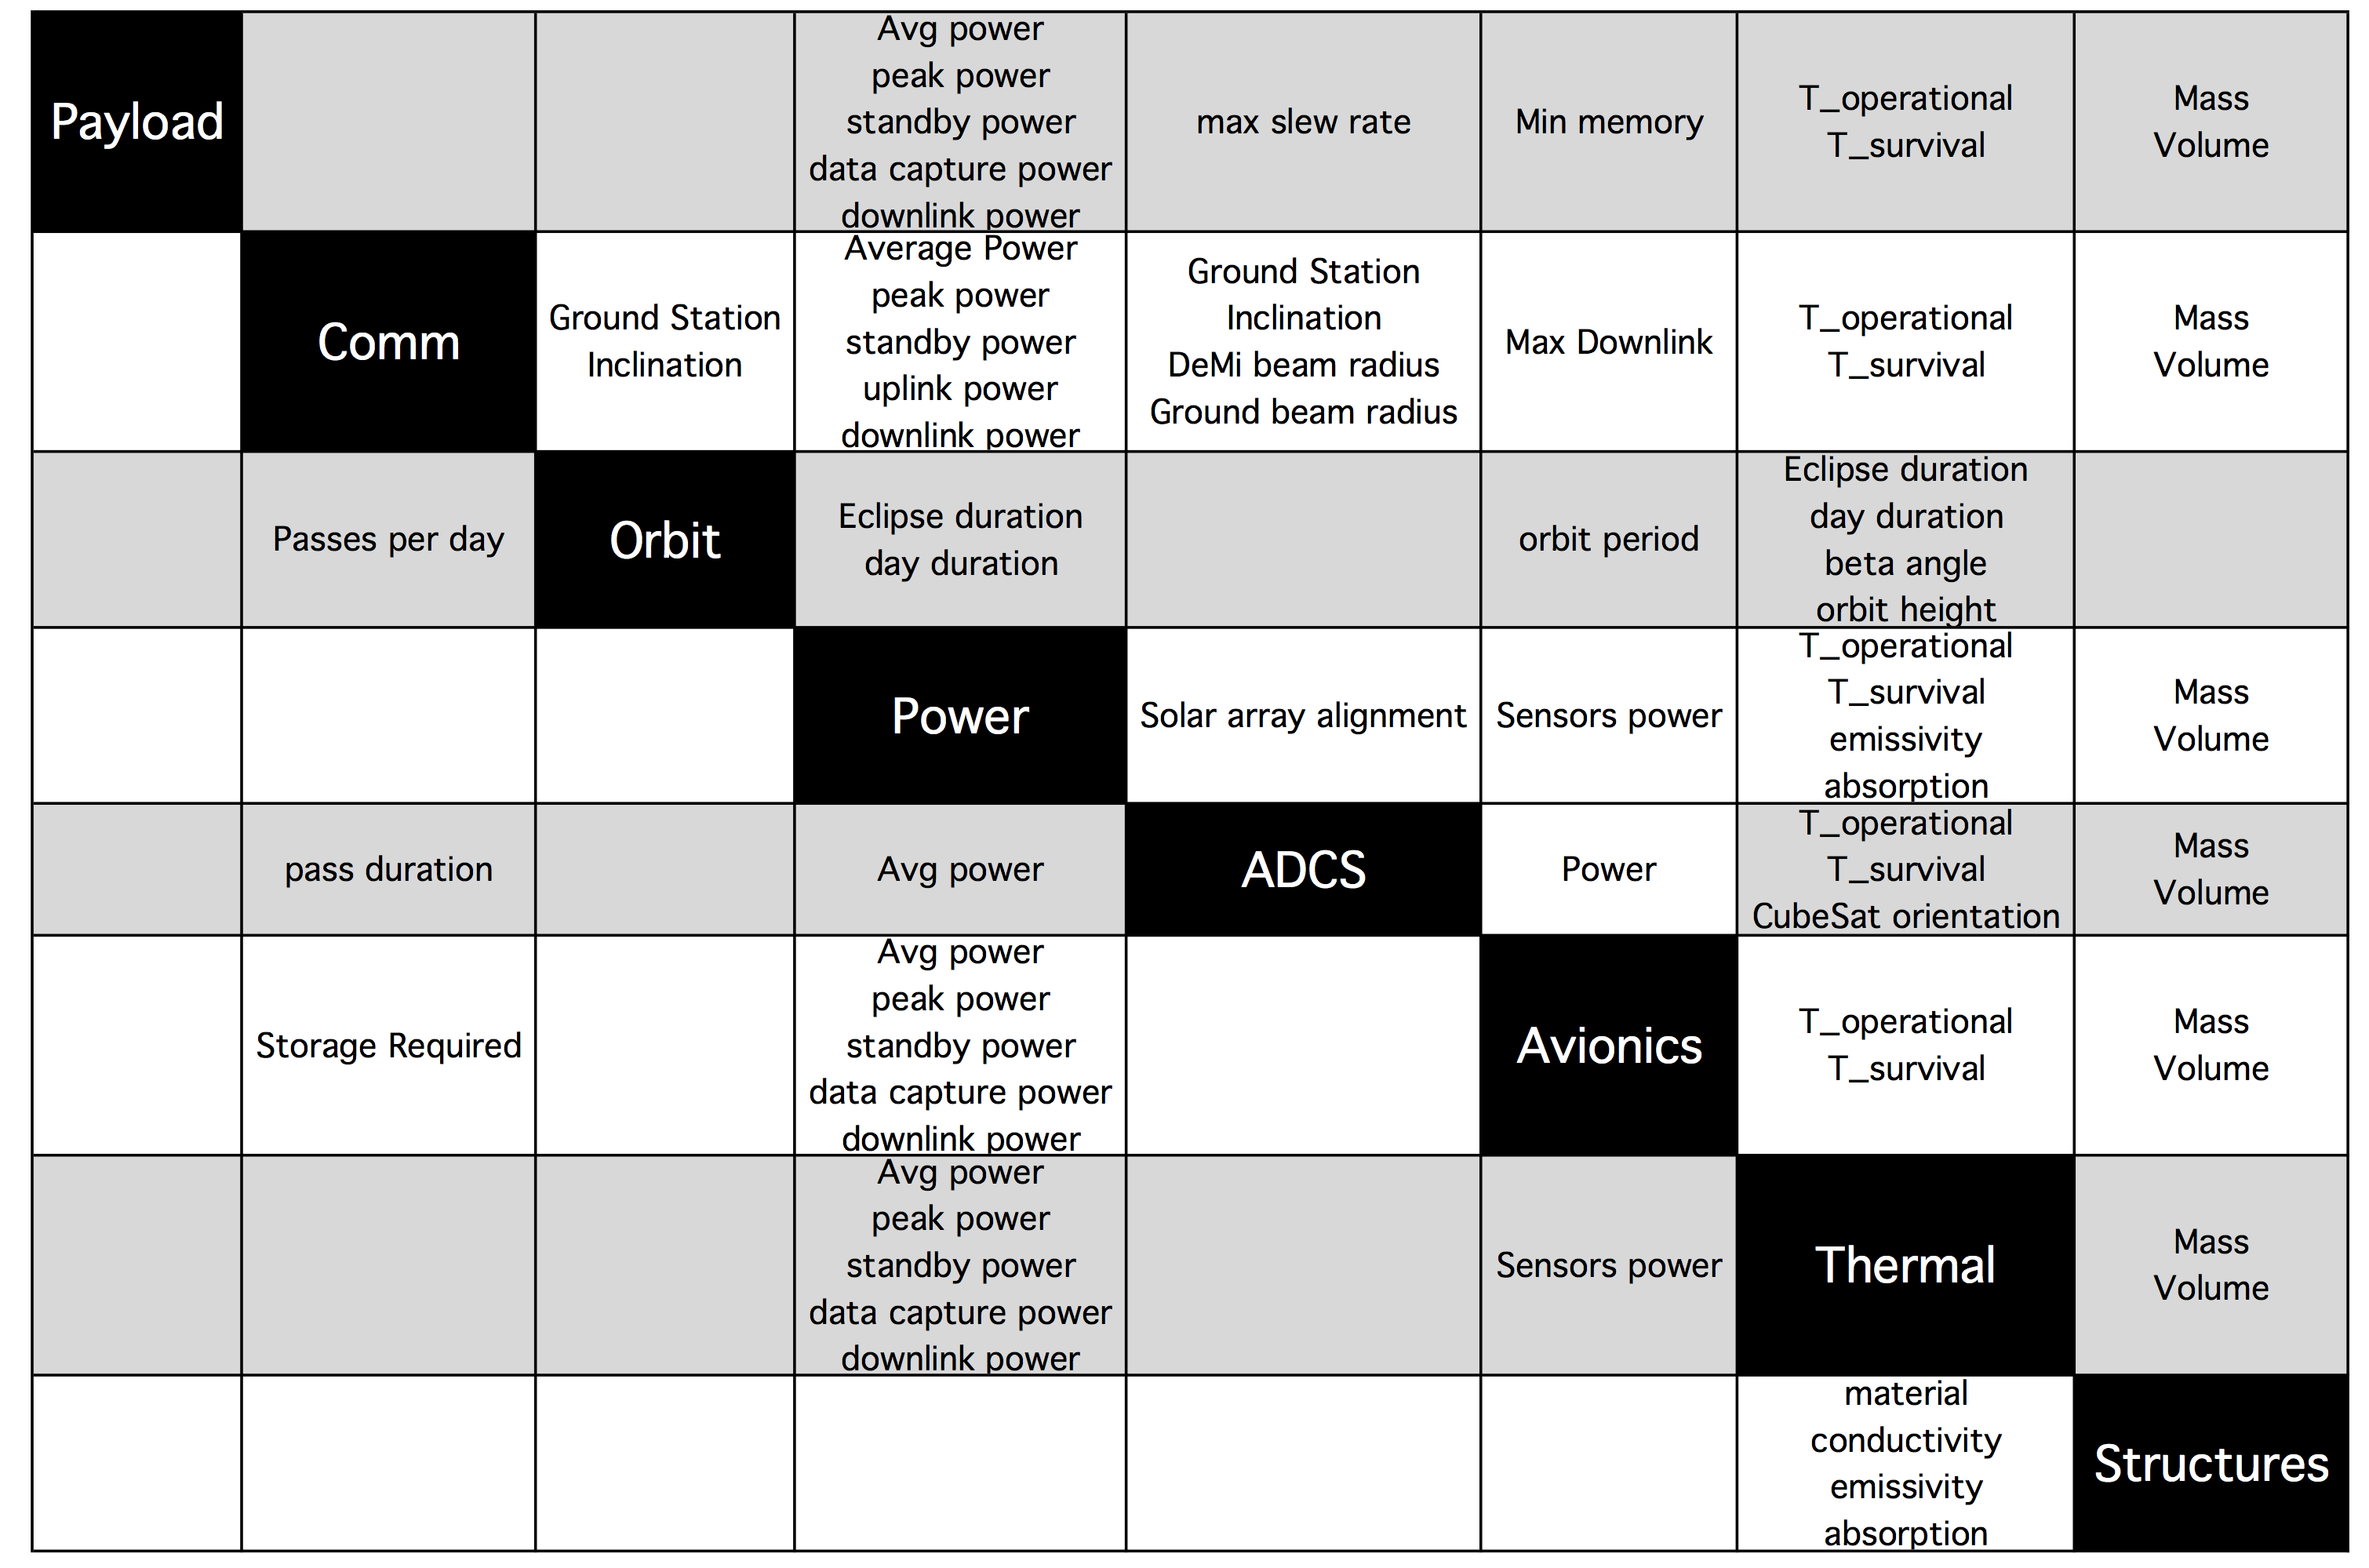 Payload
Avg power
peak power
standby power
data capture power
downlink power
max slew rate
Min memory
T_operational
T_survival
Mass
Volume
Comm
Ground Station
Inclination
Average Power
peak power
standby power
uplink power
downlink power
Ground Station
Inclination
DeMi beam radius
Ground beam radius
Max Downlink
T_operational
T_survival
Mass
Volume
Passes per day
Orbit
Eclipse duration
day duration
orbit period
Eclipse duration
day duration
beta angle
orbit height
Power
Solar array alignment
Sensors power
T_operational
T_survival
emissivity
absorption
Mass
Volume
pass duration
Avg power
ADCS
Power
T_operational
T_survival
CubeSat orientation
Mass
Volume
Storage Required
Avg power
peak power
standby power
data capture power
downlink power
Avionics
T_operational
T_survival
Mass
Volume
Avg power
peak power
standby power
data capture power
downlink power
Sensors power
Thermal
Mass
Volume
material
conductivity
emissivity
absorption
Structures